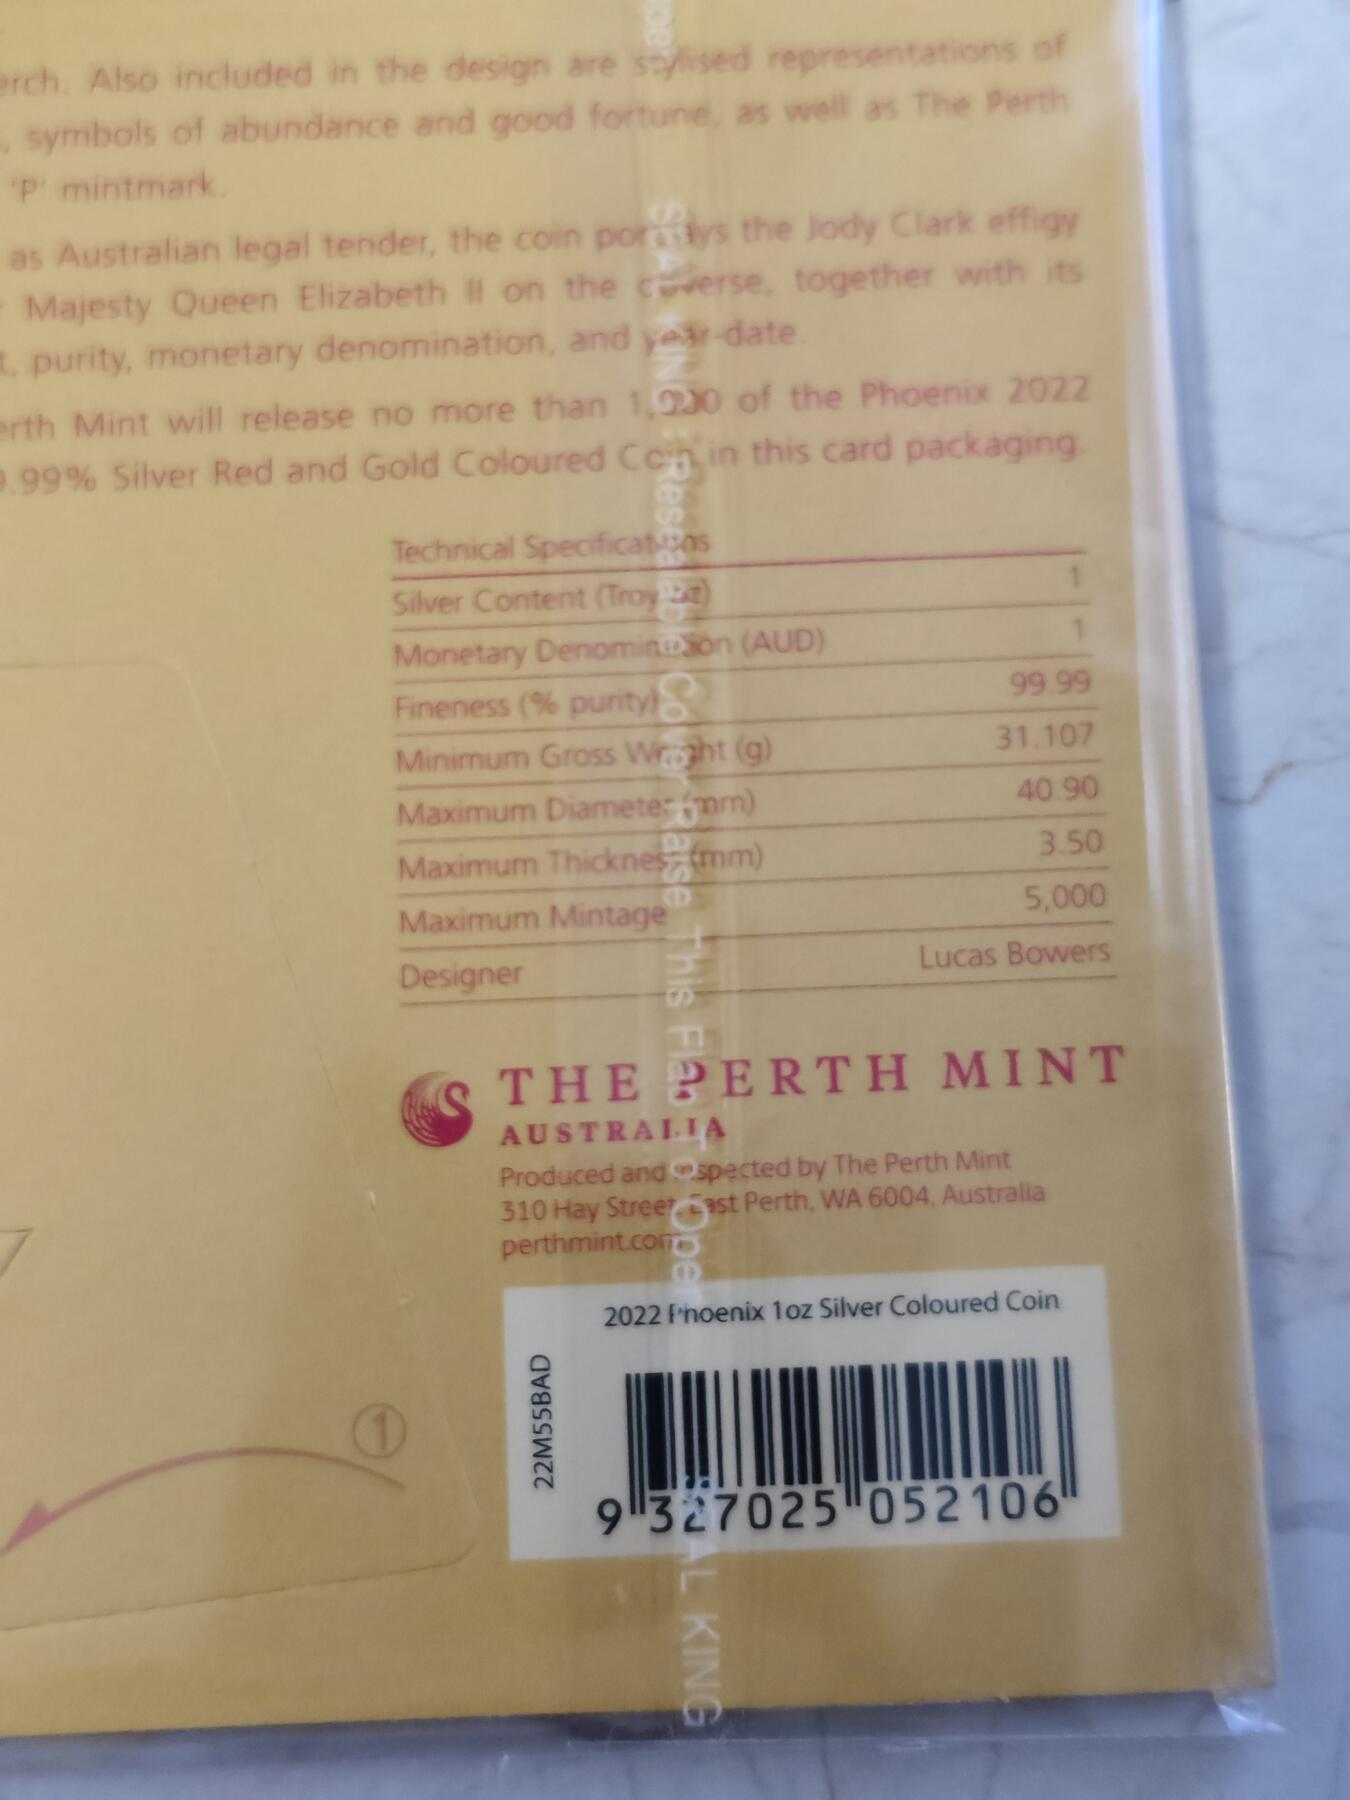 erch. Also included in the design are stylised representations of
, symbols of abundance and good fortune, as well as The Perth
'P' mintmark.
as Australian legal tender, the coin portrays the Jody Clark effigy
Majesty Queen Elizabeth II on the obverse, together with its
t, purity, monetary denomination, and year-date.
erth Mint will release no more than 1,000 of the Phoenix 2022
9.99% Silver Red and Gold Coloured Coin in this card packaging.
Technical Specifications
Silver Content (Troy oz) 1
Monetary Denomination (AUD) 1
Fineness (% purity) 99.99
Minimum Gross Weight (g) 31.107
Maximum Diameter (mm) 40.90
Maximum Thickness (mm) 3.50
Maximum Mintage 5,000
Designer Lucas Bowers
THE PERTH MINT
AUSTRALIA
Produced and inspected by The Perth Mint
310 Hay Street, East Perth, WA 6004, Australia
perthmint.com
2022 Phoenix 1oz Silver Coloured Coin
22M55BAD
9 327025 052106
1
SEAL KING : Resealable Cover Raise This Flap To Open
SEAL KING